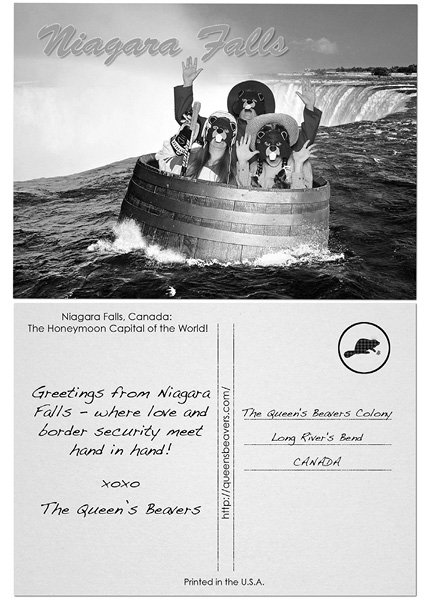 Niagara Falls
Niagara Falls, Canada:
The Honeymoon Capital of the World!
Greetings from Niagara
Falls - where love and
border security meet
hand in hand!
xoxo
The Queen's Beavers
http://queensbeavers.com/
The Queen's Beavers Colony
Long River's Bend
CANADA
Printed in the U.S.A.